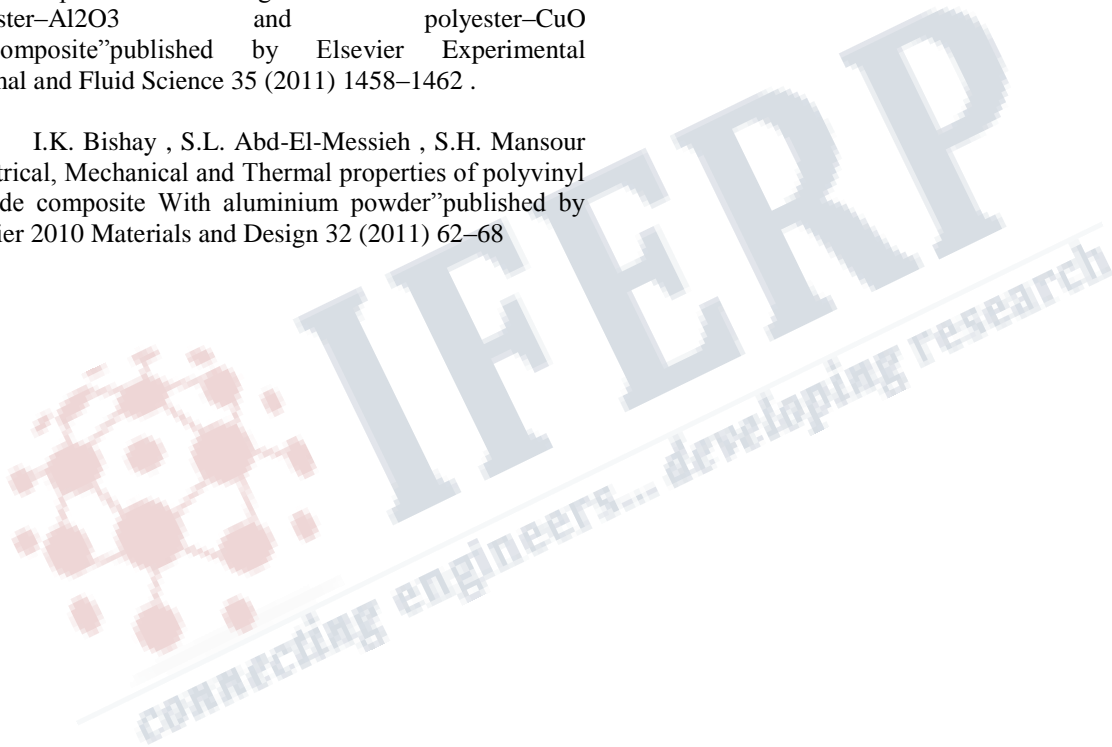 ster–Al2O3 and polyester–CuO
omposite”published by Elsevier Experimental
nal and Fluid Science 35 (2011) 1458–1462 .
I.K. Bishay , S.L. Abd-El-Messieh , S.H. Mansour
trical, Mechanical and Thermal properties of polyvinyl
de composite With aluminium powder”published by
ier 2010 Materials and Design 32 (2011) 62–68
IFERP
connecting engineers... developing research